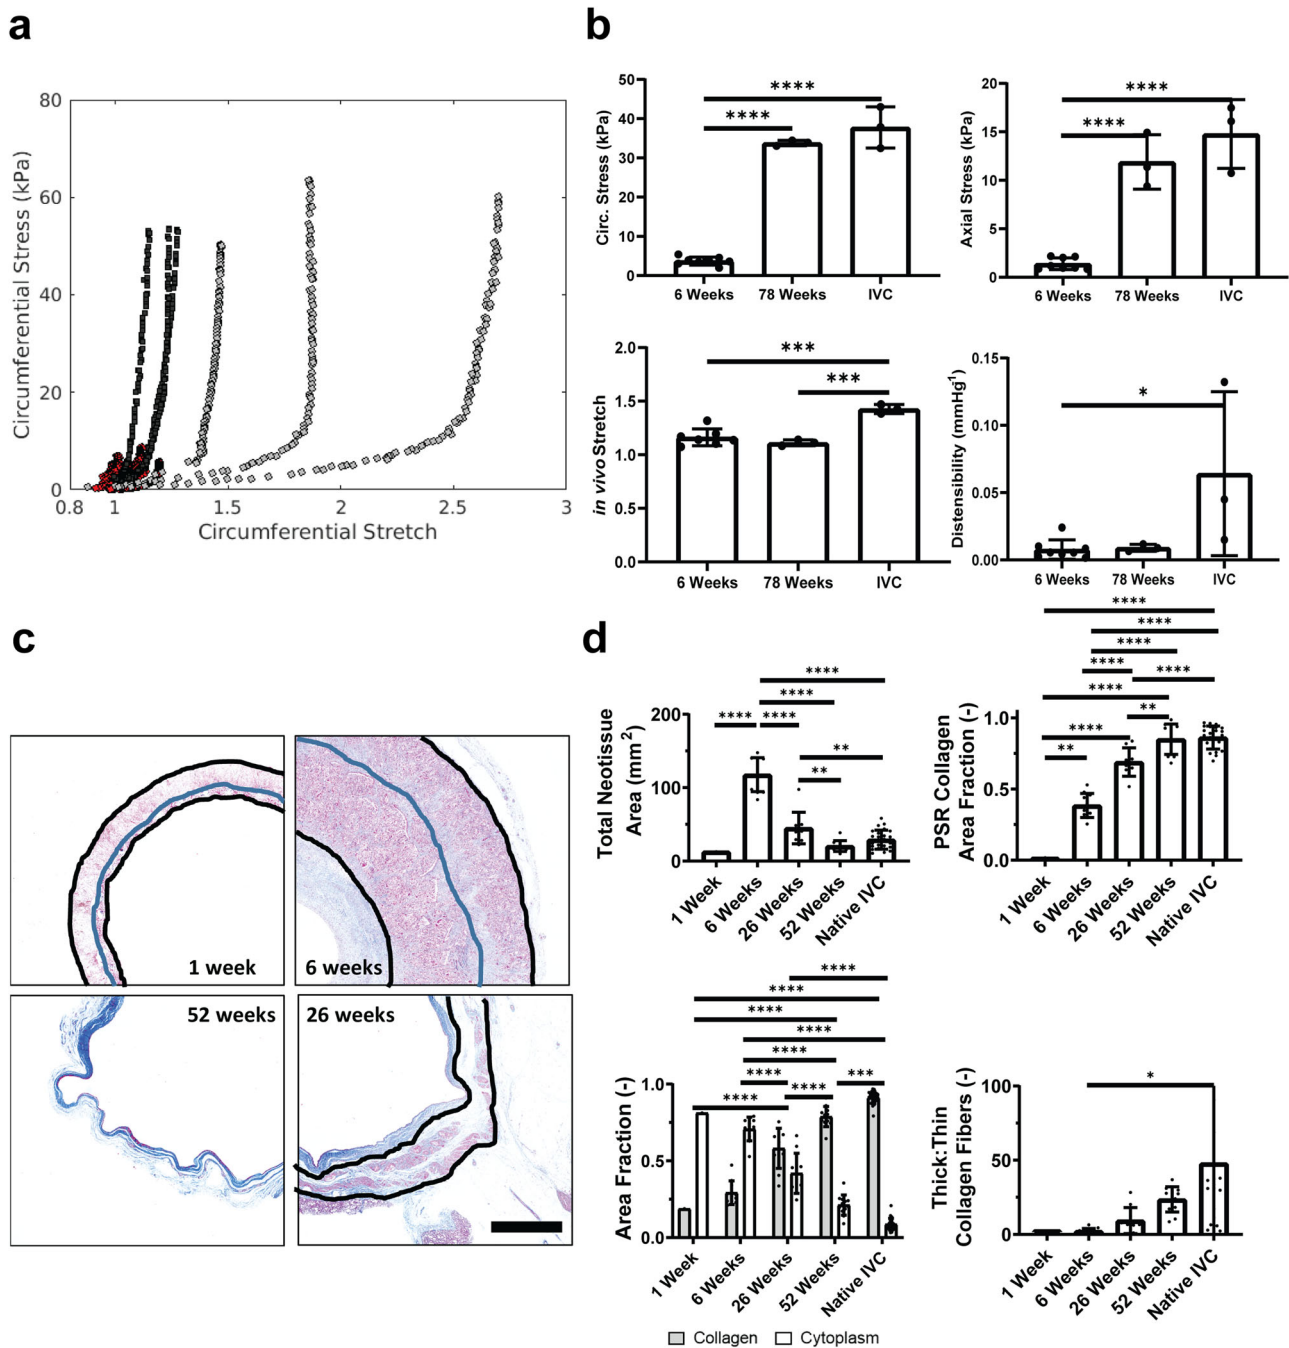 a
80
60
40
20
0
Circumferential Stress (kPa)
0.8
1
1.5
2
2.5
3
Circumferential Stretch
b
50
40
30
20
10
0
Circ. Stress (kPa)
****
****
6 Weeks
78 Weeks
IVC
20
15
10
5
0
Axial Stress (kPa)
****
****
6 Weeks
78 Weeks
IVC
2.0
1.5
1.0
0.5
0.0
in vivo Stretch
***
***
6 Weeks
78 Weeks
IVC
0.15
0.10
0.05
0.00
Distensibility (mmHg¹)
*
6 Weeks
78 Weeks
IVC
c
1 week
6 weeks
52 weeks
26 weeks
d
****
****
**** ****
**
**
200
100
0
Total Neotissue
Area (mm²)
1 Week
6 Weeks
26 Weeks
52 Weeks
Native IVC
****
****
****
**** ****
****
**
****
**
1.0
0.5
0.0
PSR Collagen
Area Fraction (-)
1 Week
6 Weeks
26 Weeks
52 Weeks
Native IVC
****
****
****
****
****
**** ***
****
****
1.0
0.5
0.0
Area Fraction (-)
1 Week
6 Weeks
26 Weeks
52 Weeks
Native IVC
Collagen
Cytoplasm
*
100
50
0
Thick:Thin
Collagen Fibers (-)
1 Week
6 Weeks
26 Weeks
52 Weeks
Native IVC